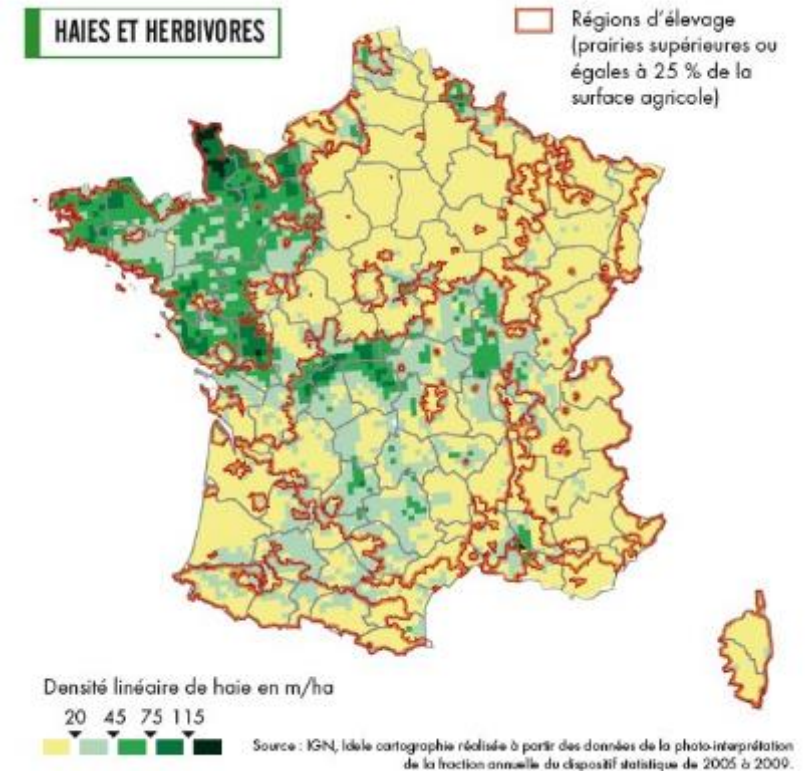 HAIES ET HERBIVORES
Régions d'élevage
(prairies supérieures ou
égales à 25 % de la
surface agricole)
Densité linéaire de haie en m/ha
20 45 75 115
Source : IGN, Idele cartographie réalisée à partir des données de la photo-interprétation
de la fraction annuelle du dispositif statistique de 2005 à 2009.